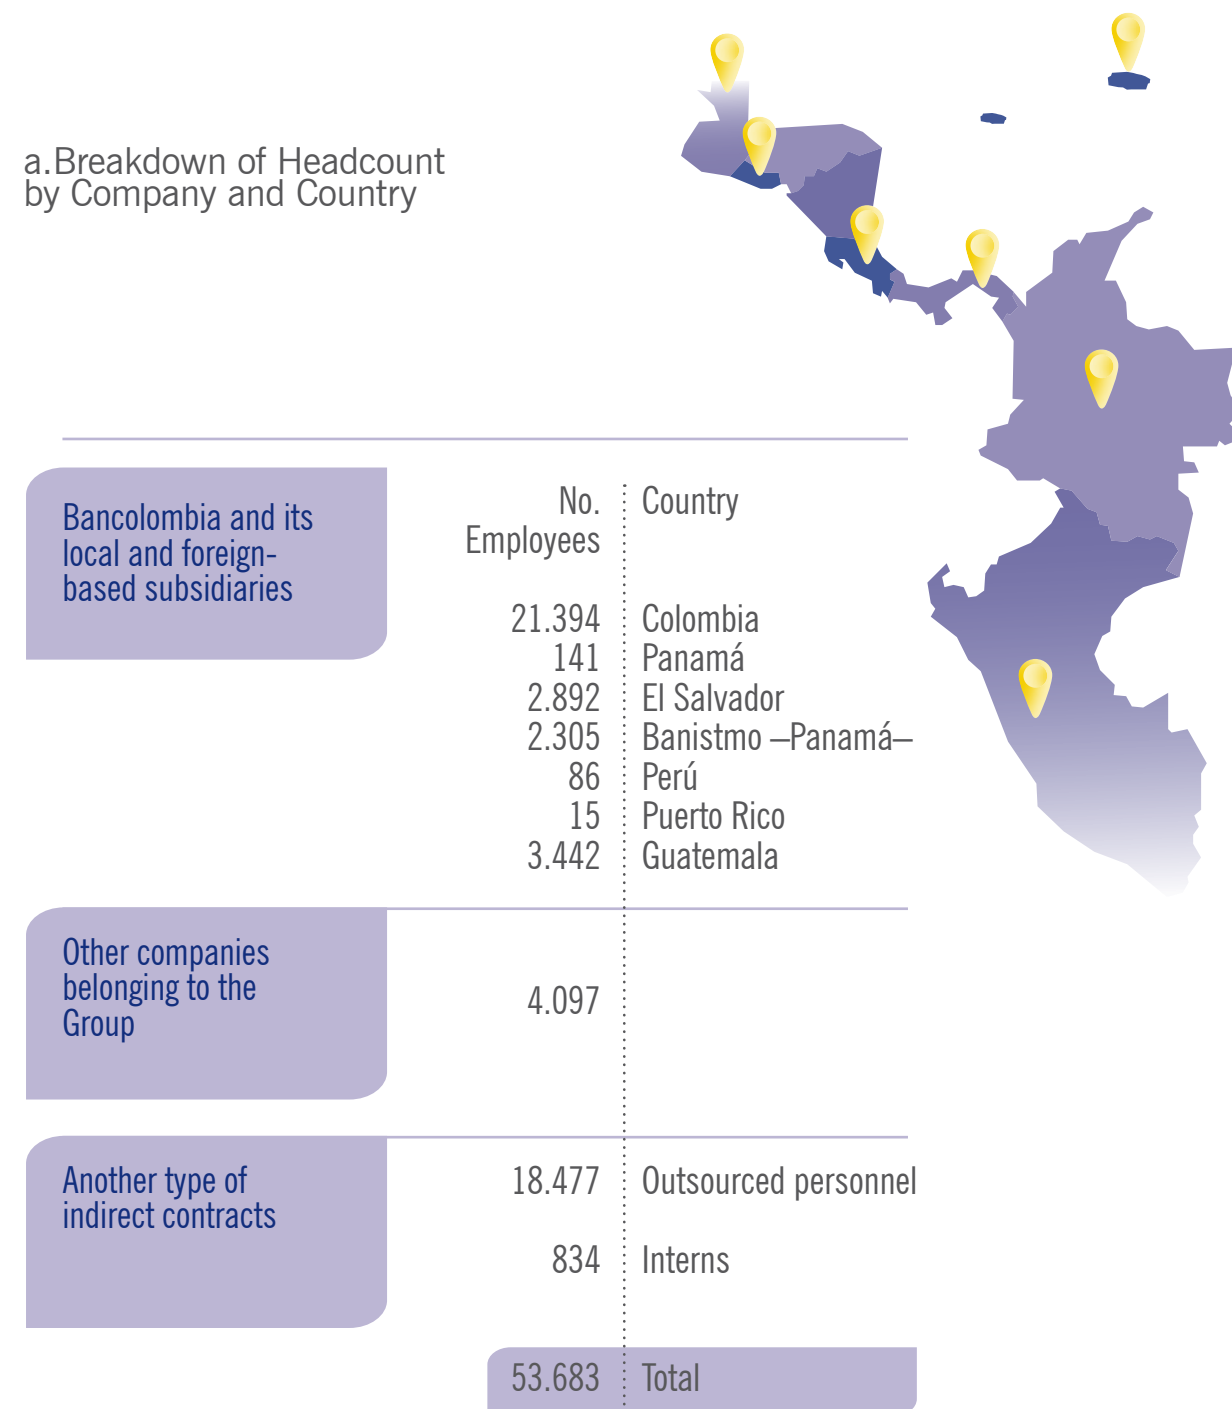 a.Breakdown of Headcount
by Company and Country
Bancolombia and its
local and foreign-
based subsidiaries
No.
Employees
Country
21.394 Colombia
141 Panamá
2.892 El Salvador
2.305 Banistmo –Panamá–
86 Perú
15 Puerto Rico
3.442 Guatemala
Other companies
belonging to the
Group
4.097
Another type of
indirect contracts
18.477 Outsourced personnel
834 Interns
53.683 Total